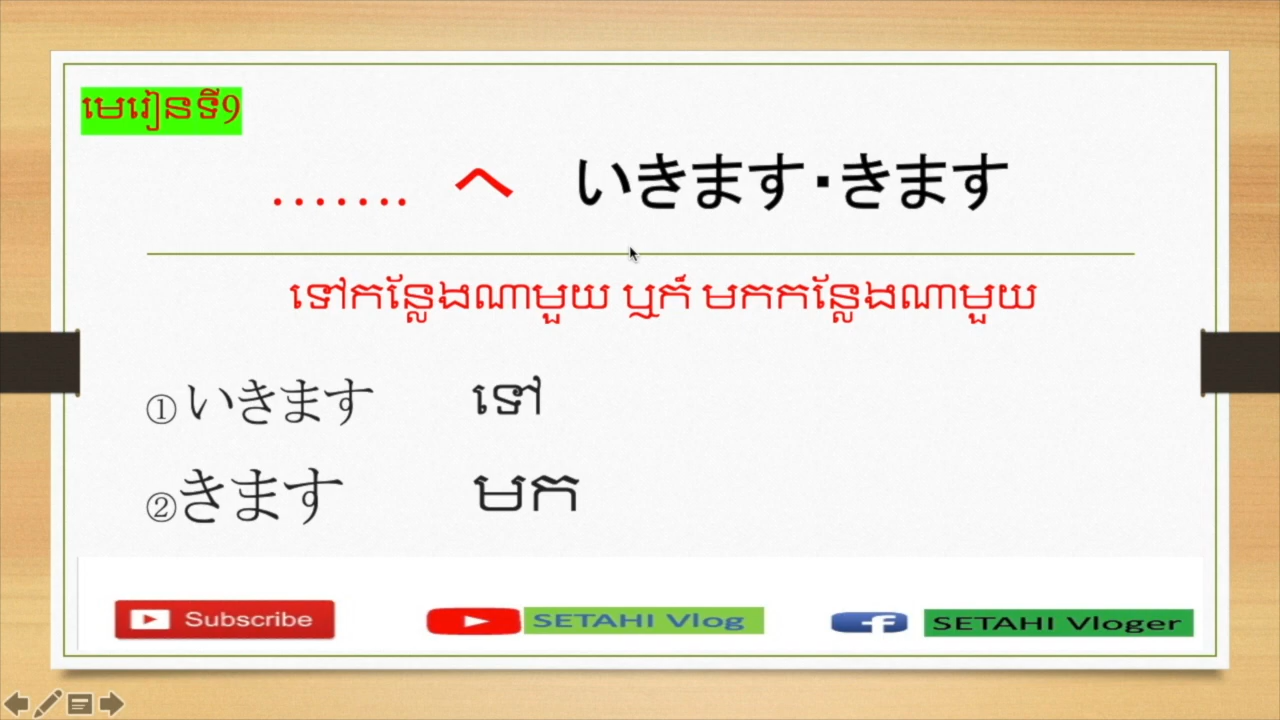 មេរៀនទី9
....... へ いきます·きます
ទៅកន្លែងណាមួយ ឬក៏ មកកន្លែងណាមួយ
① いきます ទៅ
②きます មក
Subscribe SETAHI Vlog SETAHI Vloger